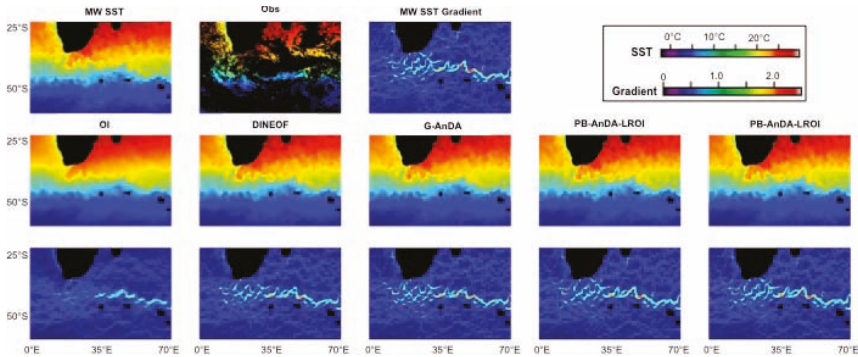 MW SST Obs MW SST Gradient
25°S
50°S
0°C 10° 20°C
SST
0 1.0 2.0
Gradient
OI DINEOF G-AnDA PB-AnDA-LROI PB-AnDA-LROI
25°S
50°S
25°S
50°S
0°E 35°E 70°E 0°E 35°E 70°E 0°E 35°E 70°E 0°E 35°E 70°E 0°E 35°E 70°E